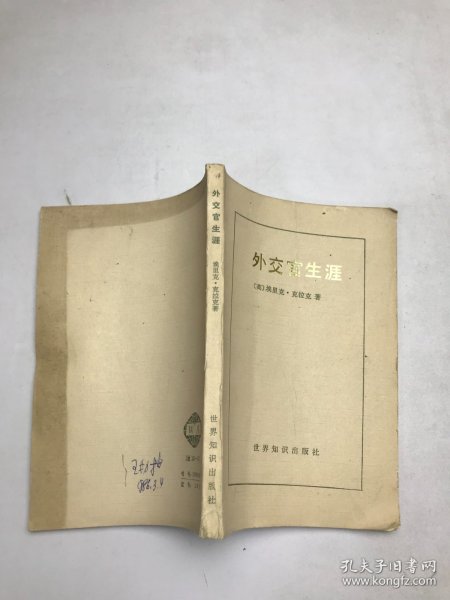 外交官生涯
(英)埃里克·克拉克 著
世界知识出版社
外交官生涯
埃里克·克拉克著
世界知识出版社
孔夫子旧书网
www.kongfz.com